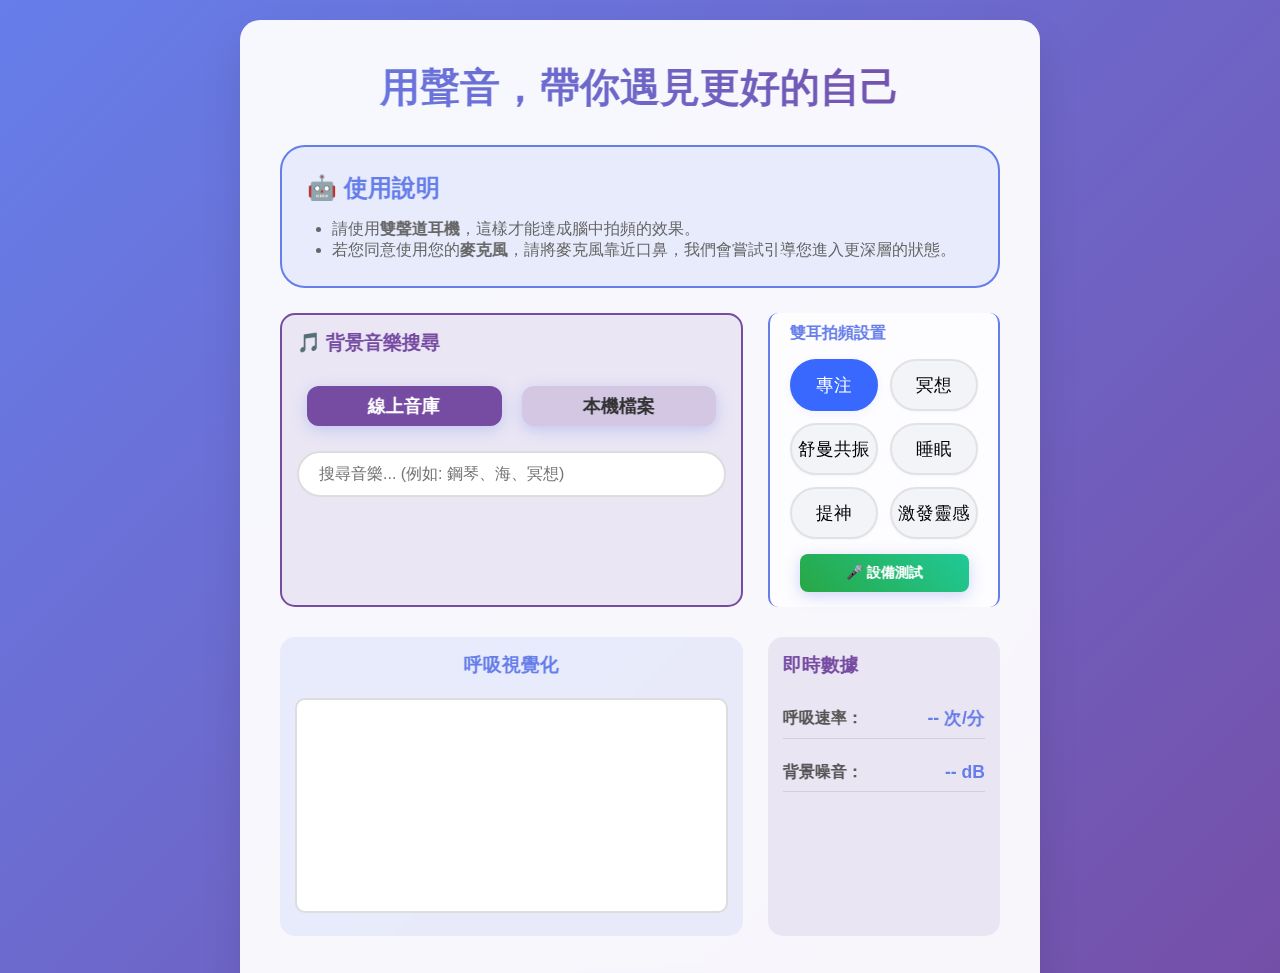 用聲音，帶你遇見更好的自己
🤖 使用說明
請使用雙聲道耳機，這樣才能達成腦中拍頻的效果。
若您同意使用您的麥克風，請將麥克風靠近口鼻，我們會嘗試引導您進入更深層的狀態。
🎵 背景音樂搜尋
線上音庫
本機檔案
搜尋音樂... (例如: 鋼琴、海、冥想)
雙耳拍頻設置
專注
冥想
舒曼共振
睡眠
提神
激發靈感
🎤 設備測試
呼吸視覺化
即時數據
呼吸速率： -- 次/分
背景噪音： -- dB